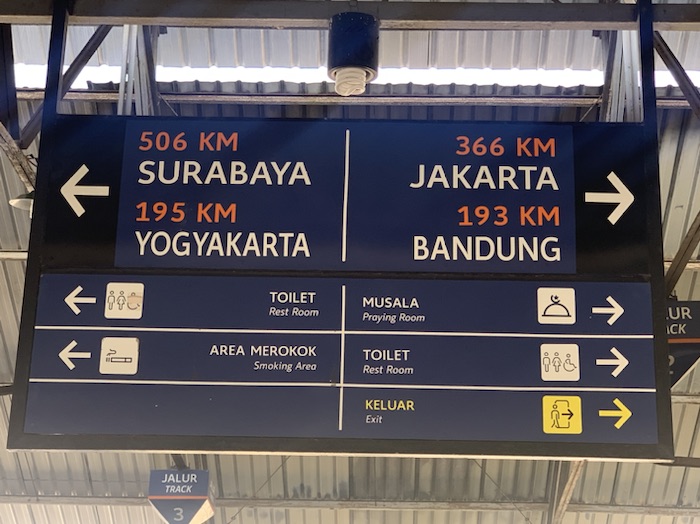 506 KM
SURABAYA
195 KM
YOGYAKARTA
366 KM
JAKARTA
193 KM
BANDUNG
TOILET
Rest Room
AREA MEROKOK
Smoking Area
MUSALA
Praying Room
TOILET
Rest Room
KELUAR
Exit
JALUR
TRACK
3